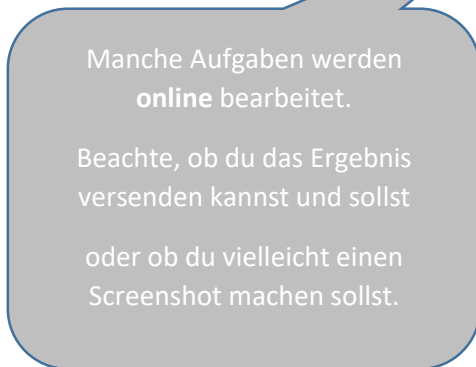 Manche Aufgaben werden
online bearbeitet.
Beachte, ob du das Ergebnis
versenden kannst und sollst
oder ob du vielleicht einen
Screenshot machen sollst.